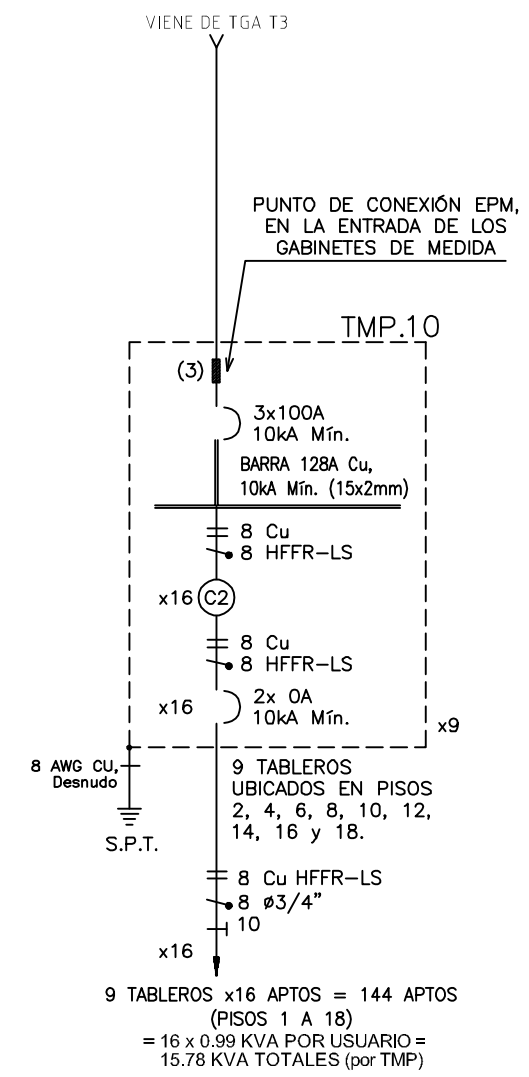 VIENE DE TGA T3
PUNTO DE CONEXIÓN EPM,
EN LA ENTRADA DE LOS
GABINETES DE MEDIDA
TMP.10
(3)
3x100A
10kA Mín.
BARRA 128A Cu,
10kA Mín. (15x2mm)
8 Cu
8 HFFR-LS
x16 C2
8 Cu
8 HFFR-LS
x16
2x 0A
10kA Mín.
x9
8 AWG CU,
Desnudo
S.P.T.
9 TABLEROS
UBICADOS EN PISOS
2, 4, 6, 8, 10, 12,
14, 16 y 18.
8 Cu HFFR-LS
8 ø3/4"
10
x16
9 TABLEROS x16 APTOS = 144 APTOS
(PISOS 1 A 18)
= 16 x 0.99 KVA POR USUARIO =
15.78 KVA TOTALES (por TMP)